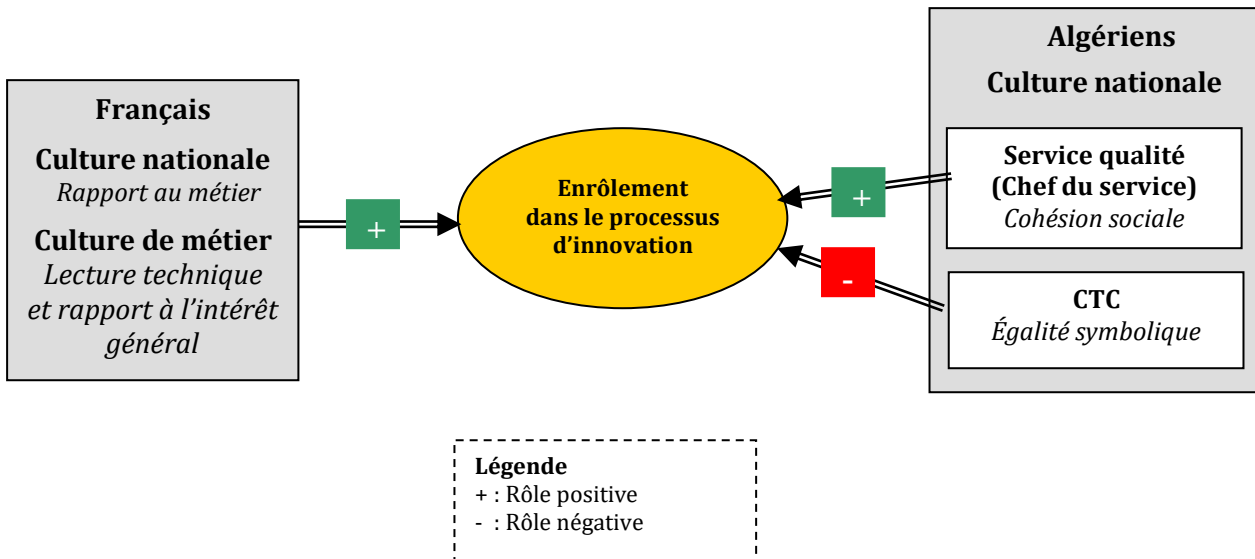 Français
Culture nationale
Rapport au métier
Culture de métier
Lecture technique
et rapport à l'intérêt
général
+
Enrôlement
dans le processus
d'innovation
+
-
Algériens
Culture nationale
Service qualité
(Chef du service)
Cohésion sociale
CTC
Égalité symbolique
Légende
+ : Rôle positive
- : Rôle négative